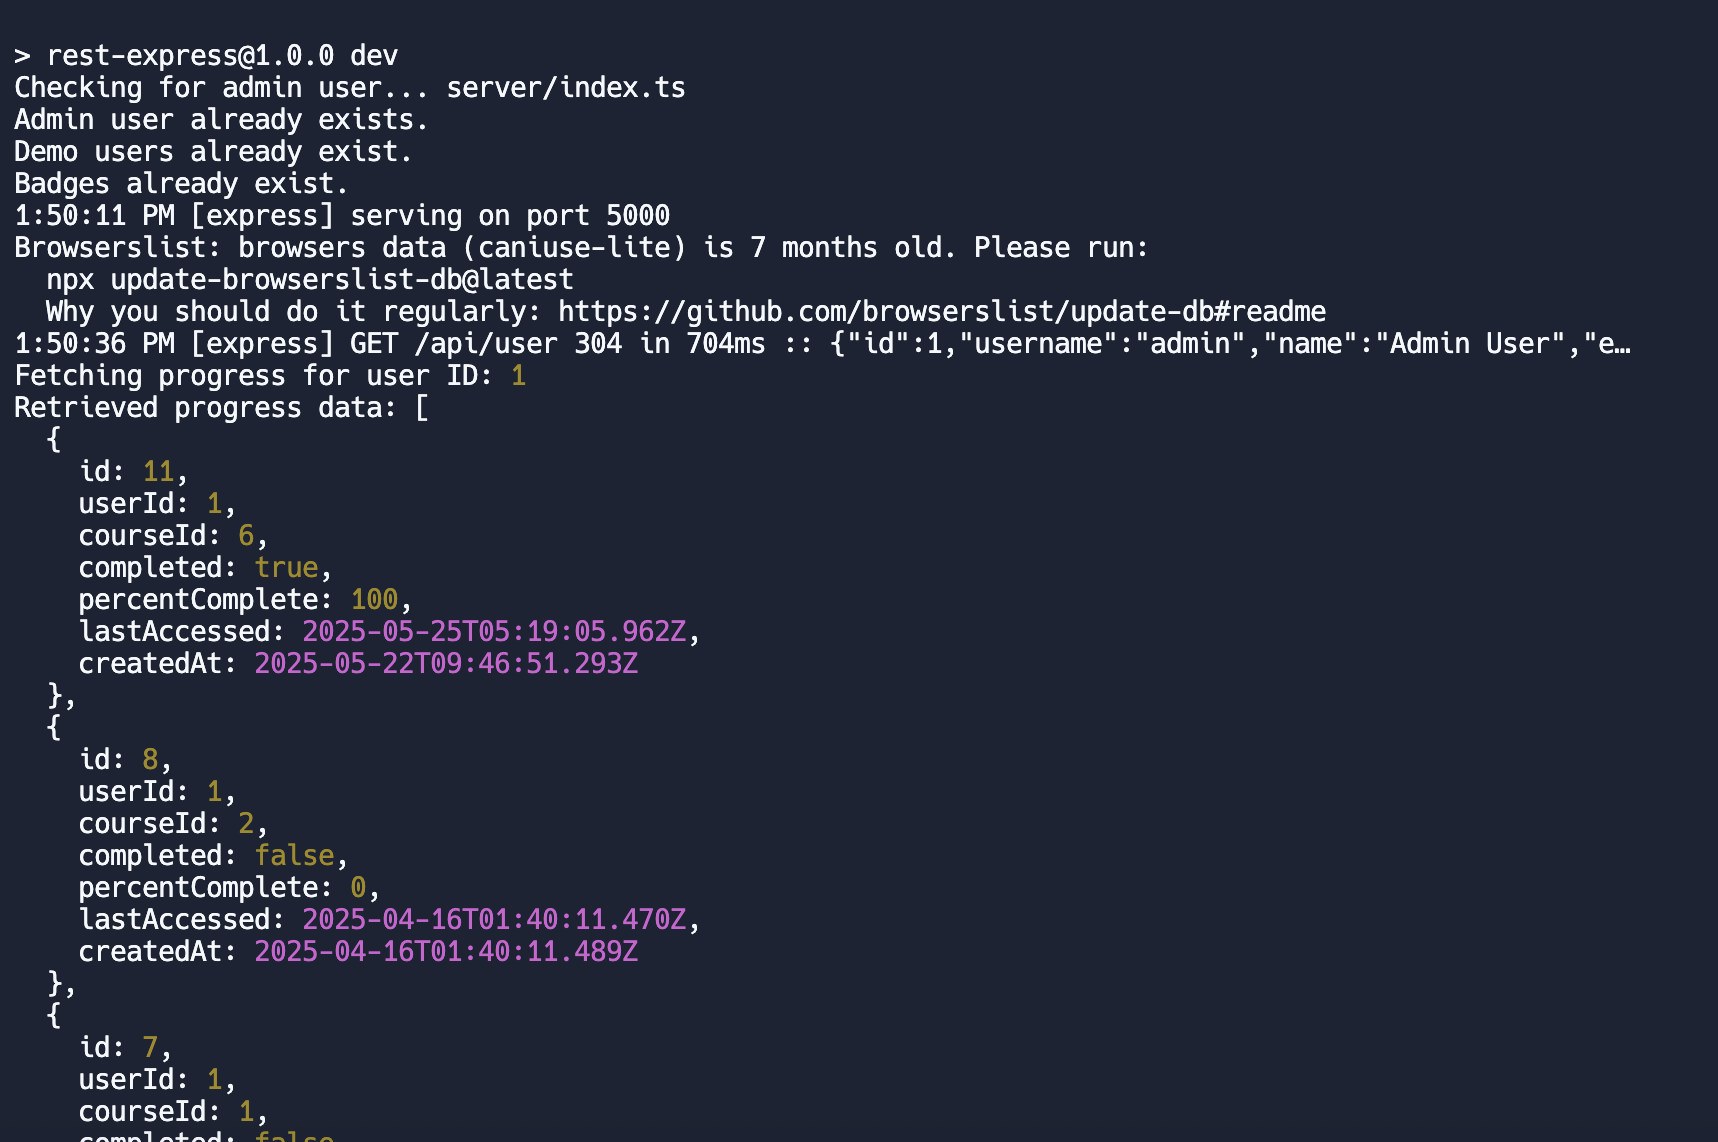 > rest-express@1.0.0 dev
Checking for admin user... server/index.ts
Admin user already exists.
Demo users already exist.
Badges already exist.
1:50:11 PM [express] serving on port 5000
Browserslist: browsers data (caniuse-lite) is 7 months old. Please run:
  npx update-browserslist-db@latest
  Why you should do it regularly: https://github.com/browserslist/update-db#readme
1:50:36 PM [express] GET /api/user 304 in 704ms :: {"id":1,"username":"admin","name":"Admin User","e…
Fetching progress for user ID: 1
Retrieved progress data: [
  {
    id: 11,
    userId: 1,
    courseId: 6,
    completed: true,
    percentComplete: 100,
    lastAccessed: 2025-05-25T05:19:05.962Z,
    createdAt: 2025-05-22T09:46:51.293Z
  },
  {
    id: 8,
    userId: 1,
    courseId: 2,
    completed: false,
    percentComplete: 0,
    lastAccessed: 2025-04-16T01:40:11.470Z,
    createdAt: 2025-04-16T01:40:11.489Z
  },
  {
    id: 7,
    userId: 1,
    courseId: 1,
    completed: false